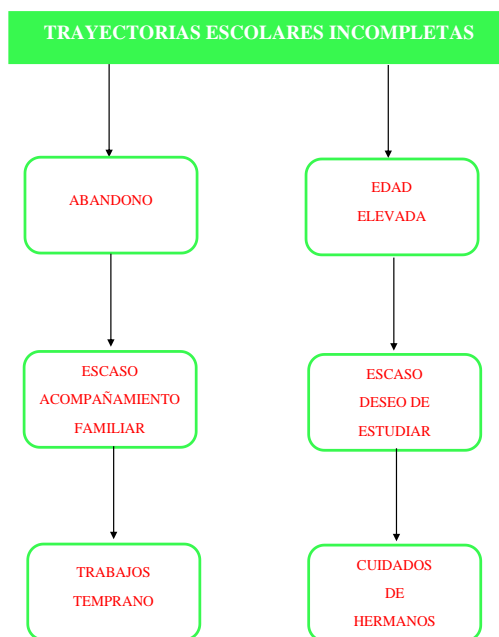 TRAYECTORIAS ESCOLARES INCOMPLETAS
ABANDONO
EDAD
ELEVADA
ESCASO
ACOMPAÑAMIENTO
FAMILIAR
ESCASO
DESEO DE
ESTUDIAR
TRABAJOS
TEMPRANO
CUIDADOS
DE
HERMANOS